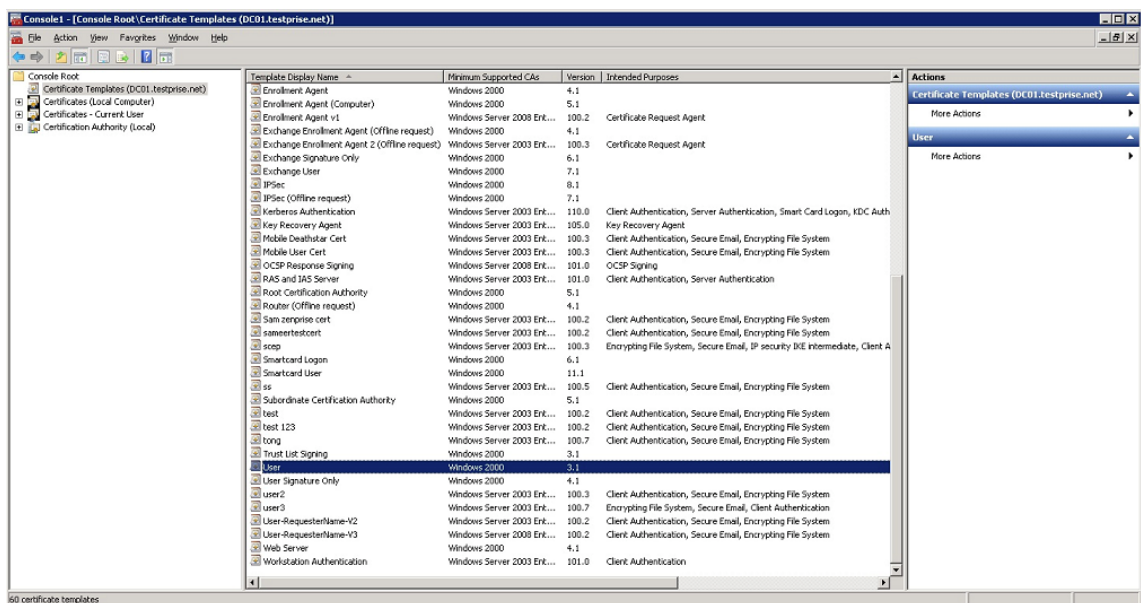 Console1 - [Console Root\Certificate Templates (DC01.testprise.net)]
File Action View Favorites Window Help
Console Root
Certificate Templates (DC01.testprise.net)
Certificates (Local Computer)
Certificates - Current User
Certification Authority (Local)
Template Display Name Minimum Supported CAs Version Intended Purposes
Enrollment Agent Windows 2000 4.1
Enrollment Agent (Computer) Windows 2000 5.1
Enrollment Agent v1 Windows Server 2008 Ent... 100.2 Certificate Request Agent
Exchange Enrollment Agent (Offline request) Windows 2000 4.1
Exchange Enrollment Agent 2 (Offline request) Windows Server 2003 Ent... 100.3 Certificate Request Agent
Exchange Signature Only Windows 2000 6.1
Exchange User Windows 2000 7.1
IPSec Windows 2000 8.1
IPSec (Offline request) Windows 2000 7.1
Kerberos Authentication Windows Server 2003 Ent... 110.0 Client Authentication, Server Authentication, Smart Card Logon, KDC Auth
Key Recovery Agent Windows Server 2003 Ent... 105.0 Key Recovery Agent
Mobile Deathstar Cert Windows Server 2003 Ent... 100.3 Client Authentication, Secure Email, Encrypting File System
Mobile User Cert Windows Server 2003 Ent... 100.3 Client Authentication, Secure Email, Encrypting File System
OCSP Response Signing Windows Server 2008 Ent... 101.0 OCSP Signing
RAS and IAS Server Windows Server 2003 Ent... 101.0 Client Authentication, Server Authentication
Root Certification Authority Windows 2000 5.1
Router (Offline request) Windows 2000 4.1
Sam zenprise cert Windows Server 2003 Ent... 100.2 Client Authentication, Secure Email, Encrypting File System
sameertestcert Windows Server 2003 Ent... 100.2 Client Authentication, Secure Email, Encrypting File System
scep Windows Server 2003 Ent... 100.3 Encrypting File System, Secure Email, IP security IKE intermediate, Client A
Smartcard Logon Windows 2000 6.1
Smartcard User Windows 2000 11.1
ss Windows Server 2003 Ent... 100.5 Client Authentication, Secure Email, Encrypting File System
Subordinate Certification Authority Windows 2000 5.1
test Windows Server 2003 Ent... 100.2 Client Authentication, Secure Email, Encrypting File System
test 123 Windows Server 2003 Ent... 100.2 Client Authentication, Secure Email, Encrypting File System
tong Windows Server 2003 Ent... 100.7 Client Authentication, Secure Email, Encrypting File System
Trust List Signing Windows 2000 3.1
User Windows 2000 3.1
User Signature Only Windows 2000 4.1
user2 Windows Server 2003 Ent... 100.3 Client Authentication, Secure Email, Encrypting File System
user3 Windows Server 2003 Ent... 100.7 Encrypting File System, Secure Email, Client Authentication
User-RequesterName-V2 Windows Server 2003 Ent... 100.2 Client Authentication, Secure Email, Encrypting File System
User-RequesterName-V3 Windows Server 2008 Ent... 100.2 Client Authentication, Secure Email, Encrypting File System
Web Server Windows 2000 4.1
Workstation Authentication Windows Server 2003 Ent... 101.0 Client Authentication
Actions
Certificate Templates (DC01.testprise.net)
More Actions
User
More Actions
60 certificate templates